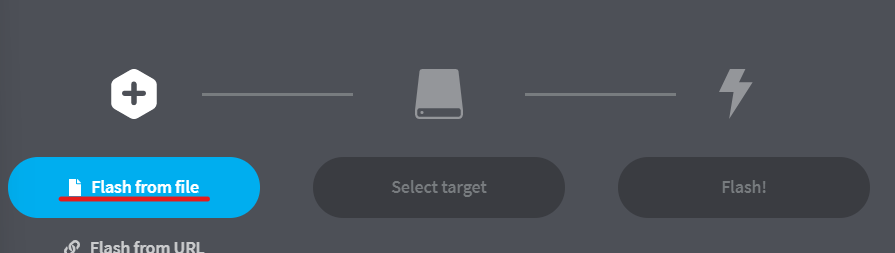 Flash from file
Select target
Flash!
Flash from URL